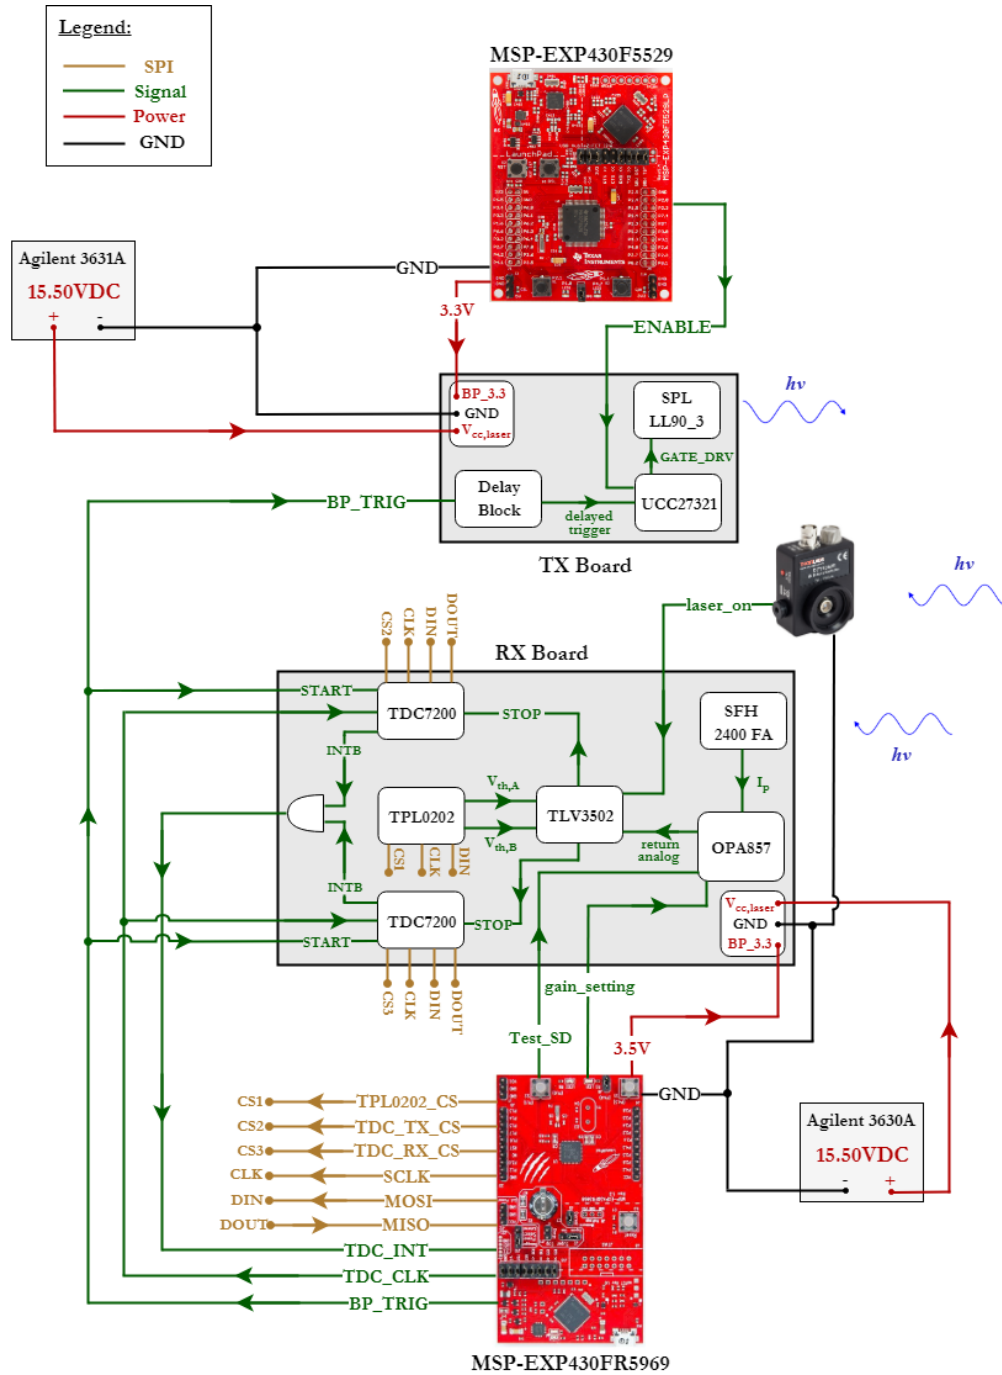 Legend:
SPI
Signal
Power
GND
MSP-EXP430F5529
Agilent 3631A
15.50VDC
+ -
GND
3.3V
ENABLE
BP_3.3
GND
Vcc,laser
SPL
LL90_3
hν
GATE_DRV
BP_TRIG
Delay
Block
delayed
trigger
UCC27321
TX Board
hν
laser_on
CS2
CLK
DIN
DOUT
RX Board
START
TDC7200
STOP
SFH
2400 FA
hν
INTB
Vth,A
Ip
TPL0202
TLV3502
OPA857
Vth,B
return
analog
CS1
CLK
DIN
INTB
TDC7200
STOP
START
Vcc,laser
GND
BP_3.3
CS3
CLK
DIN
DOUT
gain_setting
Test_SD
3.5V
GND
Agilent 3630A
15.50VDC
- +
CS1 TPL0202_CS
CS2 TDC_TX_CS
CS3 TDC_RX_CS
CLK SCLK
DIN MOSI
DOUT MISO
TDC_INT
TDC_CLK
BP_TRIG
MSP-EXP430FR5969